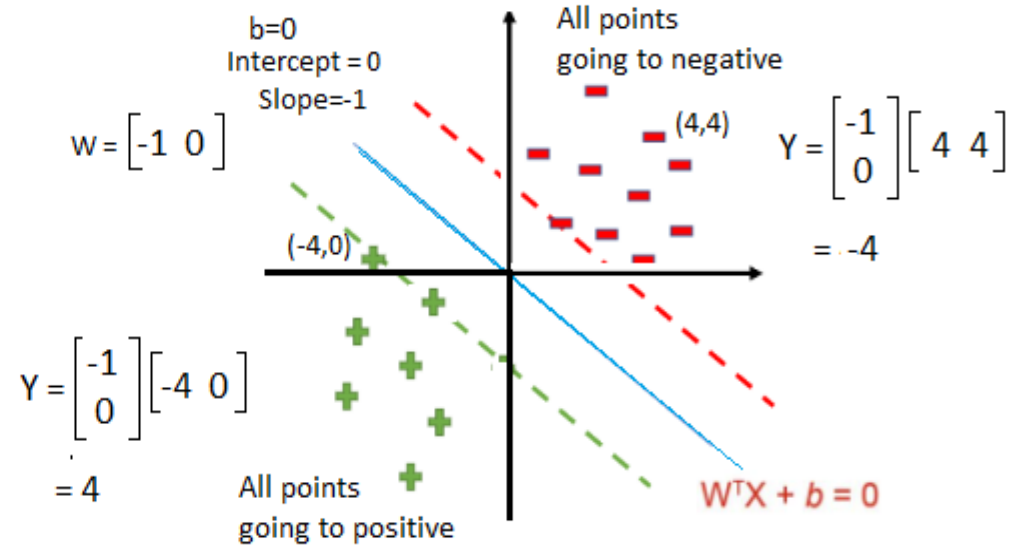 b=0
Intercept = 0
Slope=-1
W = [-1 0]
All points
going to negative
(4,4)
Y = [-1 0] [4 4]
= -4
(-4,0)
Y = [-1 0] [-4 0]
= 4
All points
going to positive
WᵀX + b = 0